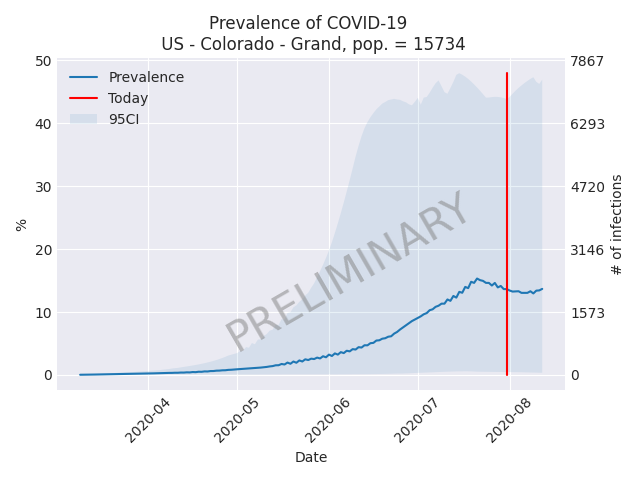 Prevalence of COVID-19
US - Colorado - Grand, pop. = 15734
Prevalence
Today
95CI
PRELIMINARY
%
50
40
30
20
10
0
# of infections
7867
6293
4720
3146
1573
0
2020-04
2020-05
2020-06
2020-07
2020-08
Date